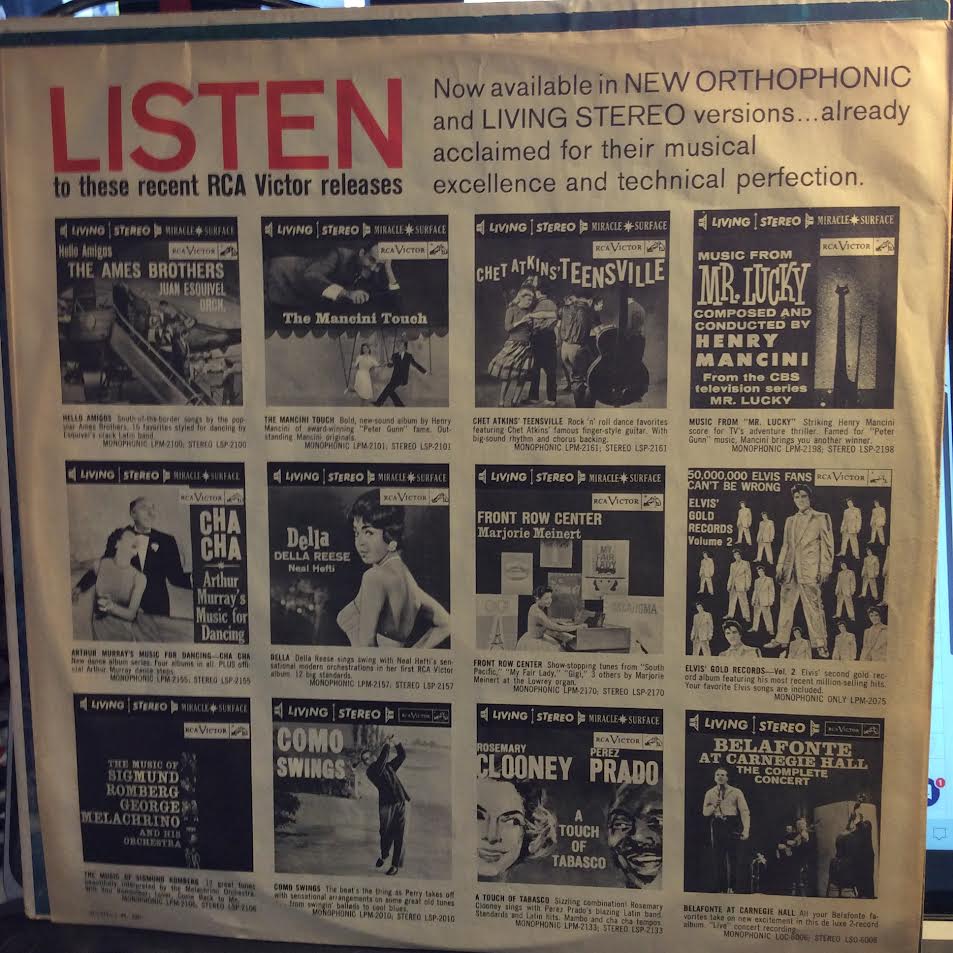 LISTEN
to these recent RCA Victor releases
Now available in NEW ORTHOPHONIC
and LIVING STEREO versions...already
acclaimed for their musical
excellence and technical perfection.
LIVING STEREO MIRACLE SURFACE
Hello Amigos
RCA VICTOR
THE AMES BROTHERS
JUAN ESQUIVEL
ORCH.
HELLO AMIGOS South-of-the-border songs by the pop-
ular Ames Brothers. 15 favorites styled for dancing by
Esquivel's crack Latin band.
MONOPHONIC LPM-2100; STEREO LSP-2100
LIVING STEREO MIRACLE SURFACE
RCA VICTOR
The Mancini Touch
THE MANCINI TOUCH Bold, new-sound album by Henry
Mancini of award-winning "Peter Gunn" fame. Out-
standing Mancini originals.
MONOPHONIC LPM-2101, STEREO LSP-2101
LIVING STEREO MIRACLE SURFACE
RCA VICTOR
CHET ATKINS' TEENSVILLE
CHET ATKINS' TEENSVILLE Rock 'n' roll dance favorites
featuring Chet Atkins' famous finger-style guitar. With
big-sound rhythm and chorus backing.
MONOPHONIC LPM-2161; STEREO LSP-2161
LIVING STEREO MIRACLE SURFACE
RCA VICTOR
MUSIC FROM
MR. LUCKY
COMPOSED AND
CONDUCTED BY
HENRY
MANCINI
From the CBS
television series
MR. LUCKY
MUSIC FROM "MR. LUCKY" Striking Henry Mancini
score for TV's adventure thriller. Famed for "Peter
Gunn" music, Mancini brings you another winner.
MONOPHONIC LPM-2198; STEREO LSP-2198
LIVING STEREO MIRACLE SURFACE
RCA VICTOR
CHA
CHA
Arthur
Murray's
Music for
Dancing
ARTHUR MURRAY'S MUSIC FOR DANCING—CHA CHA
New dance album series. Four albums in all. PLUS offi-
cial Arthur Murray dance lessons.
MONOPHONIC LPM-2155; STEREO LSP-2155
LIVING STEREO MIRACLE SURFACE
RCA VICTOR
Della
DELLA REESE
Neal Hefti
DELLA Della Reese sings swing with Neal Hefti's sen-
sational modern orchestrations in her first RCA Victor
album. 12 big standards.
MONOPHONIC LPM-2157; STEREO LSP-2157
LIVING STEREO MIRACLE SURFACE
RCA VICTOR
FRONT ROW CENTER
Marjorie Meinert
MY
FAIR
LADY
GIGI
OKLAHOMA
FRONT ROW CENTER Show-stopping tunes from "South
Pacific," "My Fair Lady," "Gigi," 3 others by Marjorie
Meinert at the Lowrey organ.
MONOPHONIC LPM-2170; STEREO LSP-2170
50,000,000 ELVIS FANS
CAN'T BE WRONG
RCA VICTOR
ELVIS'
GOLD
RECORDS
Volume 2
ELVIS' GOLD RECORDS—Vol. 2 Elvis' second gold rec-
ord album featuring his most recent million-selling hits.
Your favorite Elvis songs are included.
MONOPHONIC ONLY LPM-2075
RCA VICTOR
THE MUSIC OF
SIGMUND
ROMBERG
GEORGE
MELACHRINO
AND HIS
ORCHESTRA
THE MUSIC OF SIGMUND ROMBERG 12 great tunes
beautifully interpreted by the Melachrino Orchestra.
MONOPHONIC LPM-2106; STEREO LSP-2106
LIVING STEREO RCA VICTOR
COMO
SWINGS
COMO SWINGS The beat's the thing as Perry takes off
with sensational arrangements on some great old tunes
...from swingin' ballads to cool blues.
MONOPHONIC LPM-2010; STEREO LSP-2010
LIVING STEREO MIRACLE SURFACE
RCA VICTOR
ROSEMARY
CLOONEY
PEREZ
PRADO
A
TOUCH
OF
TABASCO
A TOUCH OF TABASCO Sizzling combination! Rosemary
Clooney sings with Perez Prado's blazing Latin band.
Standards and Latin hits. Mambo and cha cha tempos.
MONOPHONIC LPM-2133; STEREO LSP-2133
LIVING STEREO RCA VICTOR
BELAFONTE
AT CARNEGIE HALL
THE COMPLETE
CONCERT
BELAFONTE AT CARNEGIE HALL All your Belafonte fa-
vorites take on new excitement in this de luxe 2-record
album. "Live" concert recording.
MONOPHONIC LOC-6006; STEREO LSO-6006